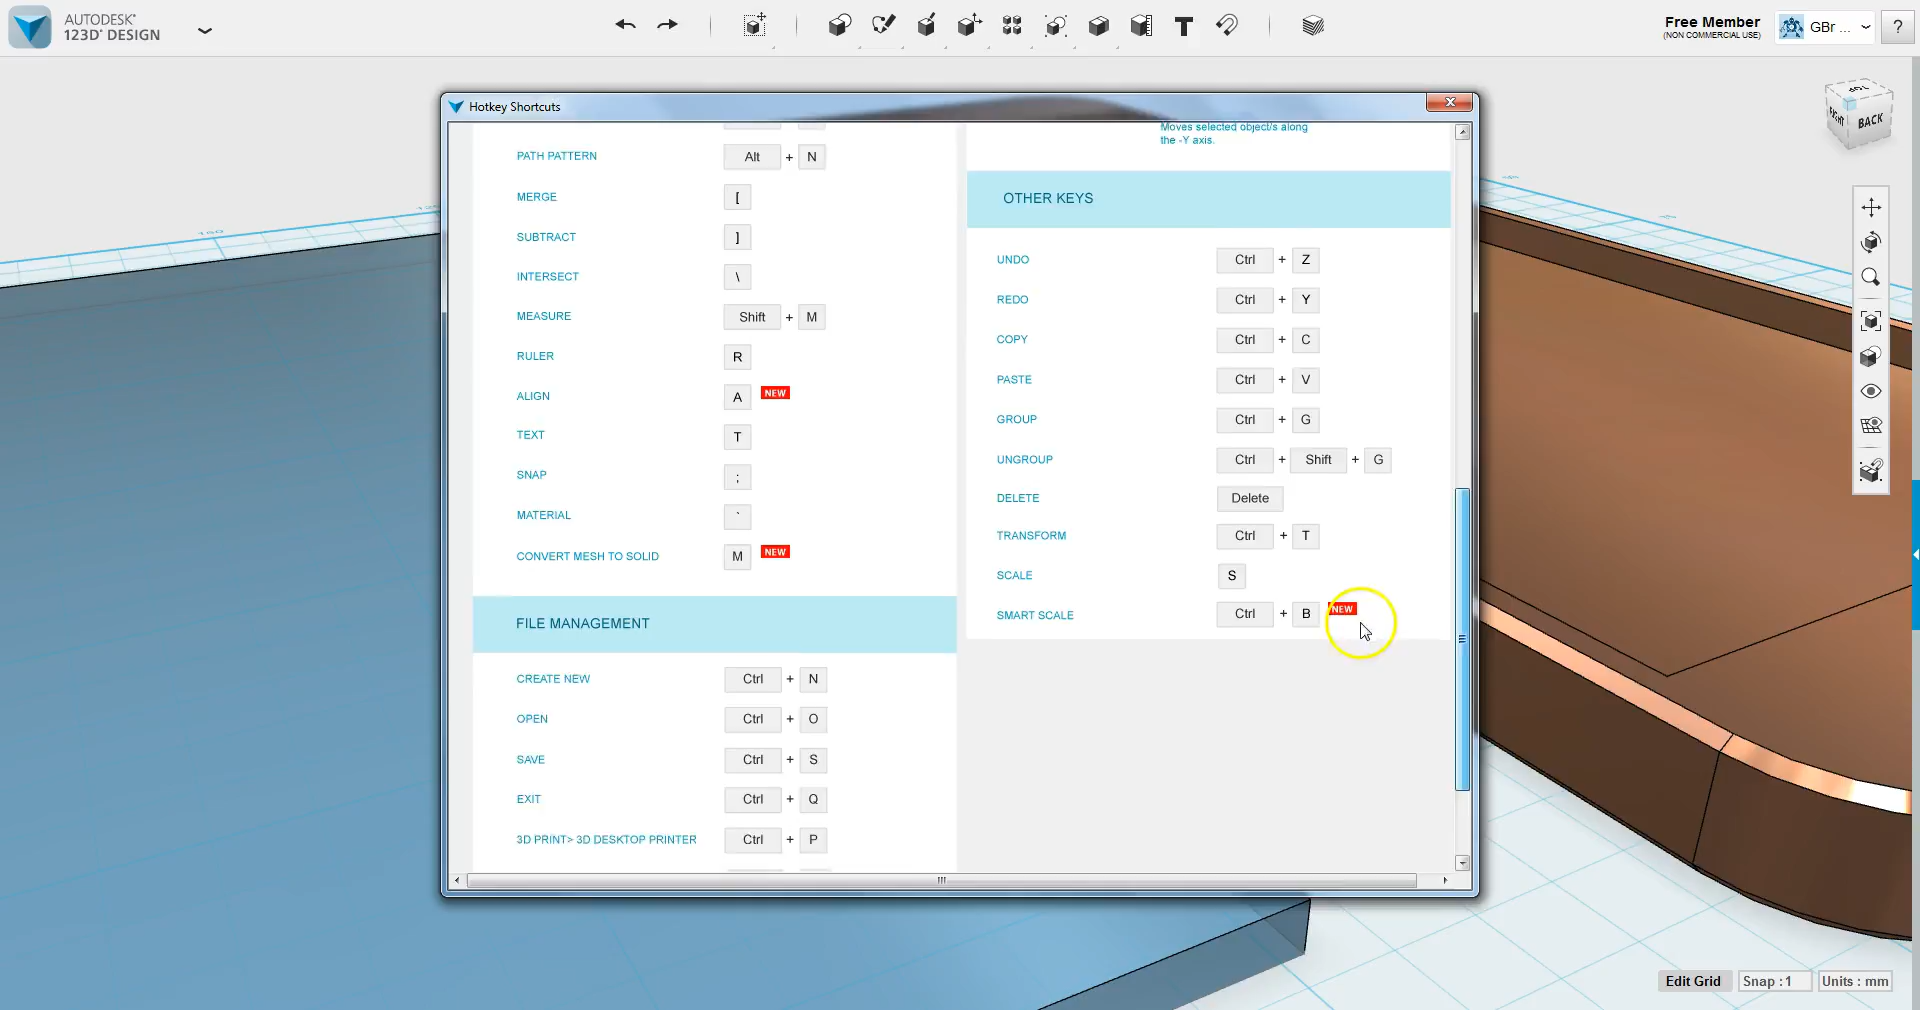 AUTODESK®
123D® DESIGN
Free Member
(NON COMMERCIAL USE)
GBr ...
?
TOP
RIGHT
BACK
Hotkey Shortcuts
PATH PATTERN Alt + N
MERGE [
SUBTRACT ]
INTERSECT \
MEASURE Shift + M
RULER R
ALIGN A NEW
TEXT T
SNAP ;
MATERIAL `
CONVERT MESH TO SOLID M NEW
FILE MANAGEMENT
CREATE NEW Ctrl + N
OPEN Ctrl + O
SAVE Ctrl + S
EXIT Ctrl + Q
3D PRINT> 3D DESKTOP PRINTER Ctrl + P
Moves selected object/s along
the -Y axis.
OTHER KEYS
UNDO Ctrl + Z
REDO Ctrl + Y
COPY Ctrl + C
PASTE Ctrl + V
GROUP Ctrl + G
UNGROUP Ctrl + Shift + G
DELETE Delete
TRANSFORM Ctrl + T
SCALE S
SMART SCALE Ctrl + B NEW
Edit Grid Snap : 1 Units : mm